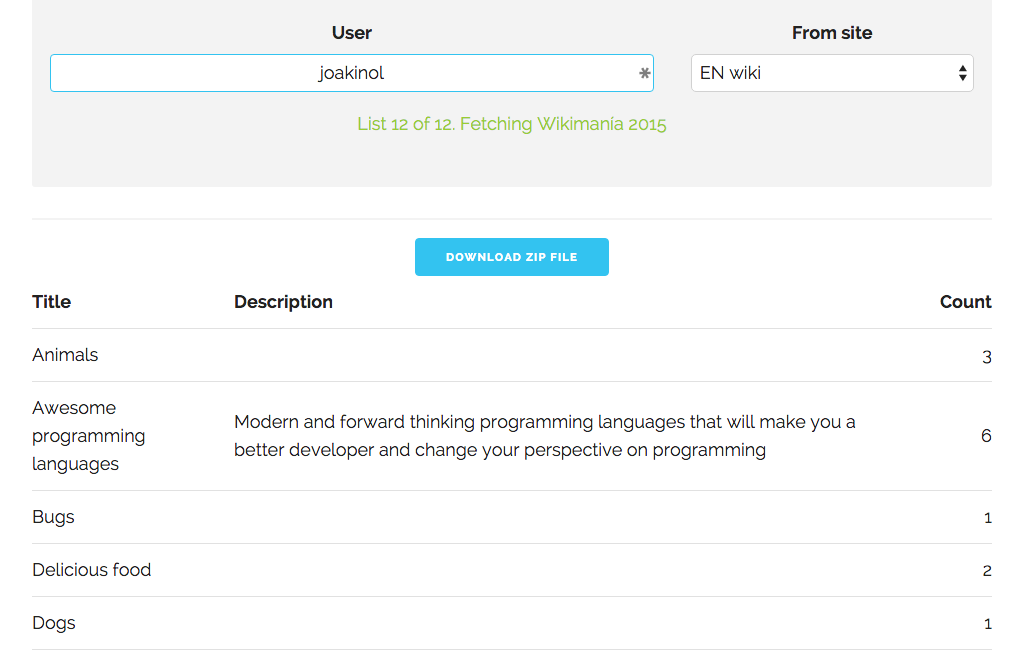 User
From site
joakinol
EN wiki
List 12 of 12. Fetching Wikimania 2015
DOWNLOAD ZIP FILE
Title Description Count
Animals 3
Awesome
programming
languages
Modern and forward thinking programming languages that will make you a
better developer and change your perspective on programming
6
Bugs 1
Delicious food 2
Dogs 1